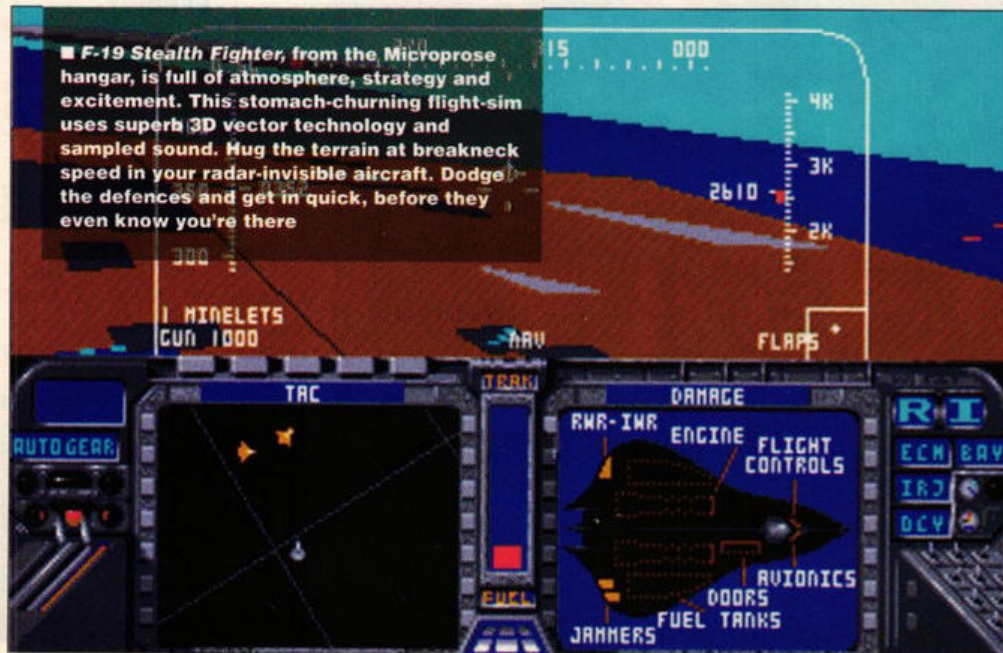 ■ F-19 Stealth Fighter, from the Microprose
hangar, is full of atmosphere, strategy and
excitement. This stomach-churning flight-sim
uses superb 3D vector technology and
sampled sound. Hug the terrain at breakneck
speed in your radar-invisible aircraft. Dodge
the defences and get in quick, before they
even know you're there
315 000
4K
3K
2610
2K
300
1 MINELETS
GUN 1000 NAV FLAPS
TAC TERN DAMAGE
RWR-IWR
ENGINE
FLIGHT
CONTROLS
AUTO GEAR
R I
ECM BAY
IRJ
DCY
AVIONICS
DOORS
FUEL TANKS
JAMMERS
FUEL